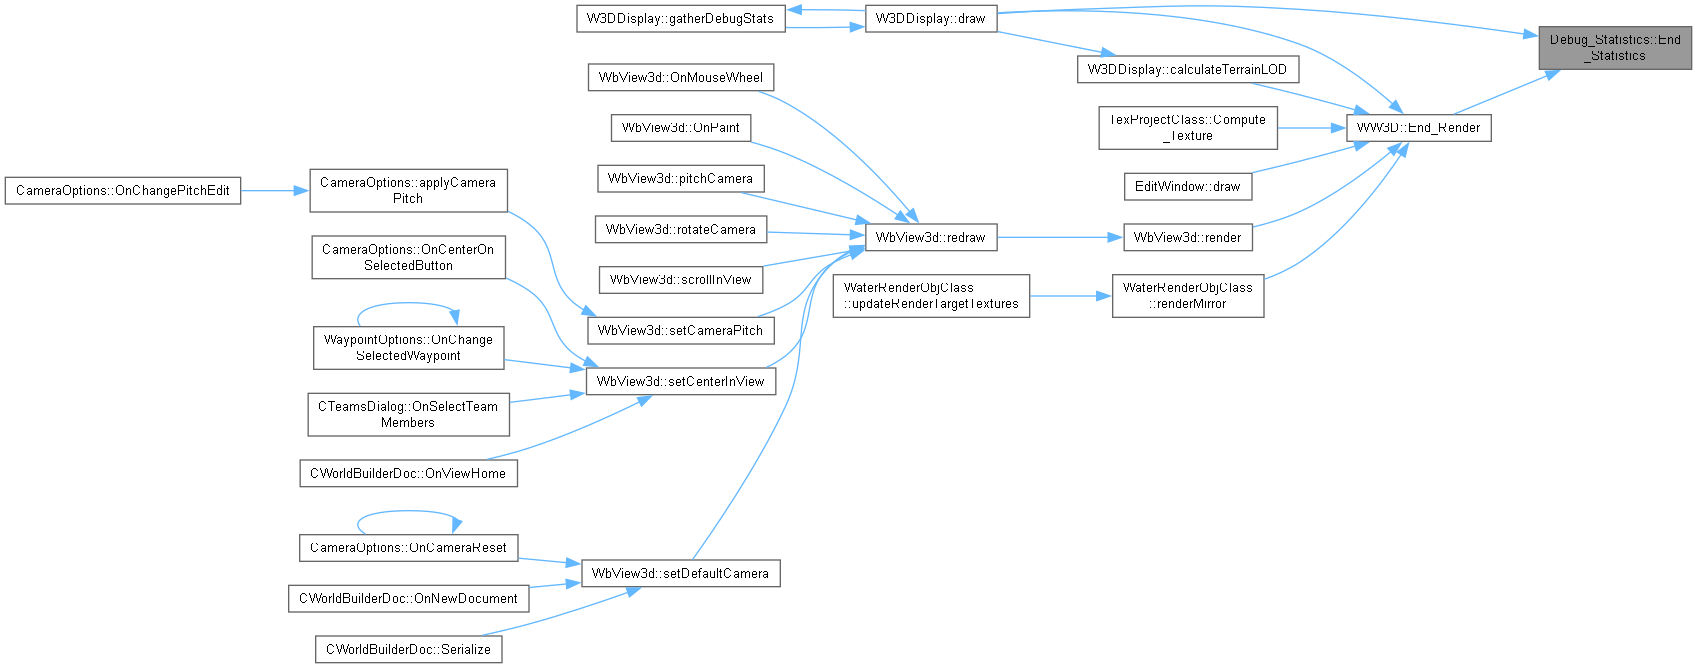 W3DDisplay::gatherDebugStats
W3DDisplay::draw
Debug_Statistics::End
_Statistics
W3DDisplay::calculateTerrainLOD
WbView3d::OnMouseWheel
TexProjectClass::Compute
_Texture
WW3D::End_Render
WbView3d::OnPaint
CameraOptions::OnChangePitchEdit
CameraOptions::applyCamera
Pitch
WbView3d::pitchCamera
EditWindow::draw
WbView3d::rotateCamera
WbView3d::redraw
WbView3d::render
CameraOptions::OnCenterOn
SelectedButton
WbView3d::scrollInView
WaterRenderObjClass
::updateRenderTargetTextures
WaterRenderObjClass
::renderMirror
WaypointOptions::OnChange
SelectedWaypoint
WbView3d::setCameraPitch
WbView3d::setCenterInView
CTeamsDialog::OnSelectTeam
Members
CWorldBuilderDoc::OnViewHome
CameraOptions::OnCameraReset
WbView3d::setDefaultCamera
CWorldBuilderDoc::OnNewDocument
CWorldBuilderDoc::Serialize